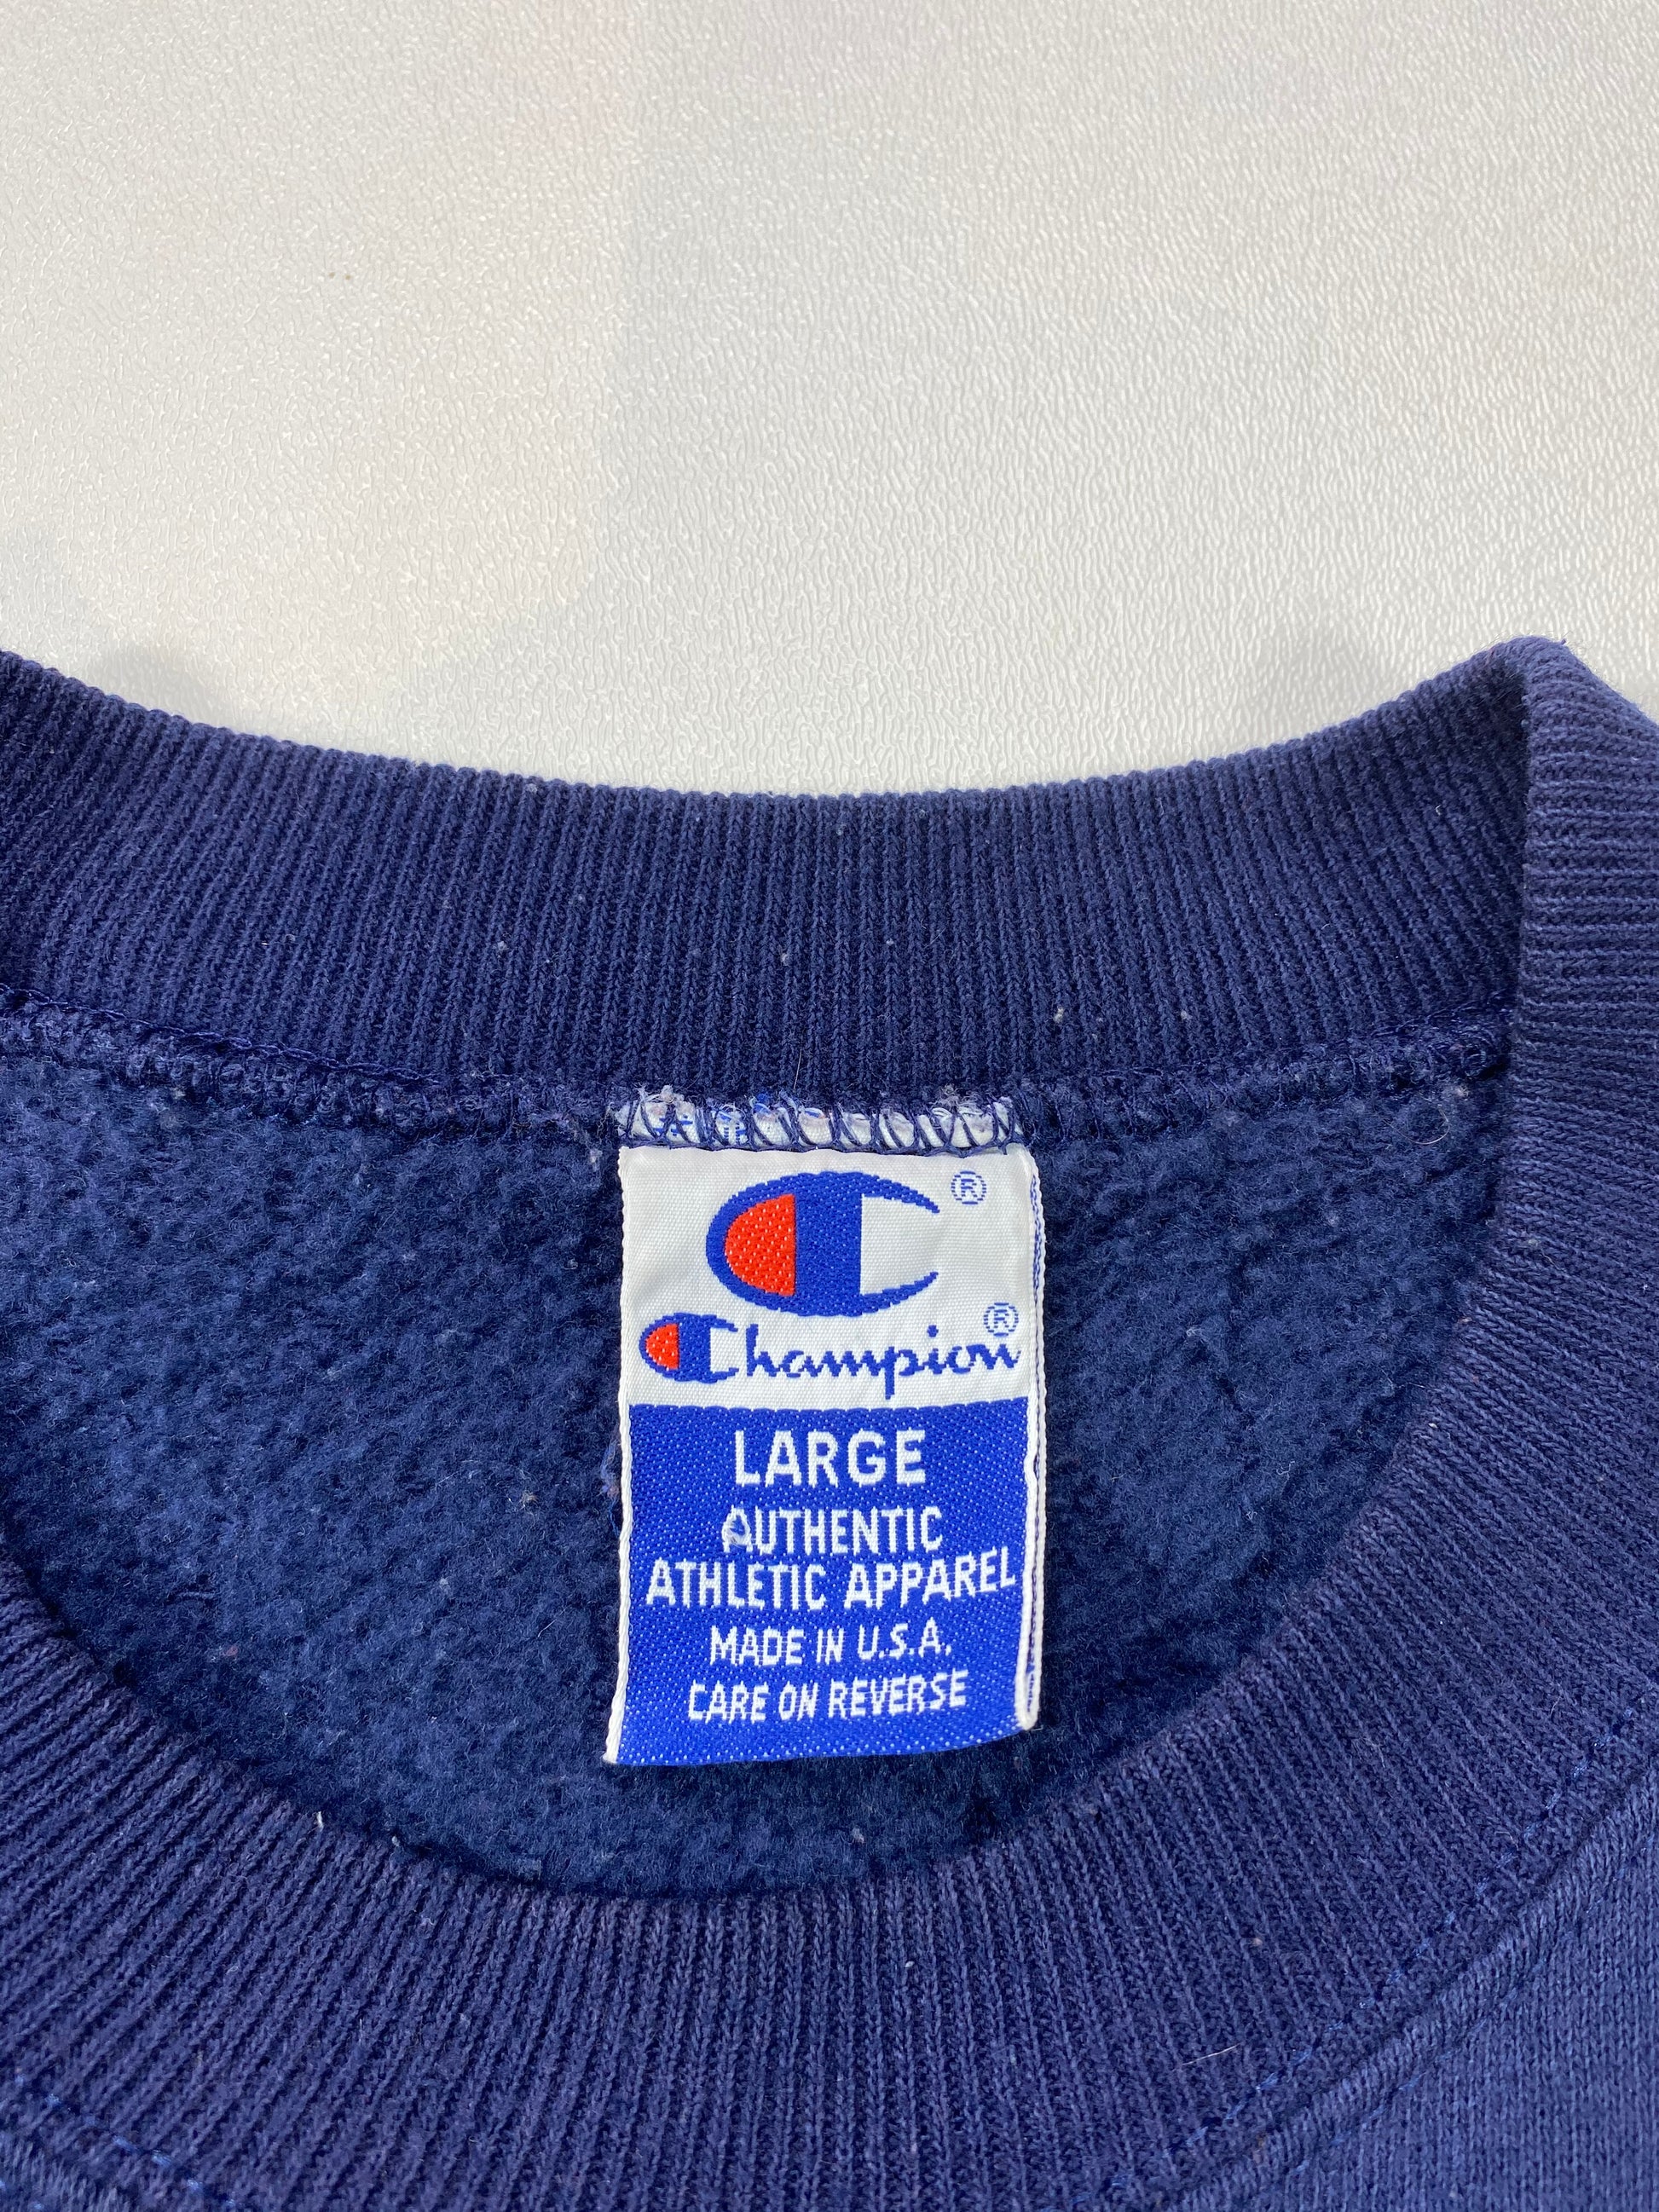 ®
Champion®
LARGE
AUTHENTIC
ATHLETIC APPAREL
MADE IN U.S.A.
CARE ON REVERSE